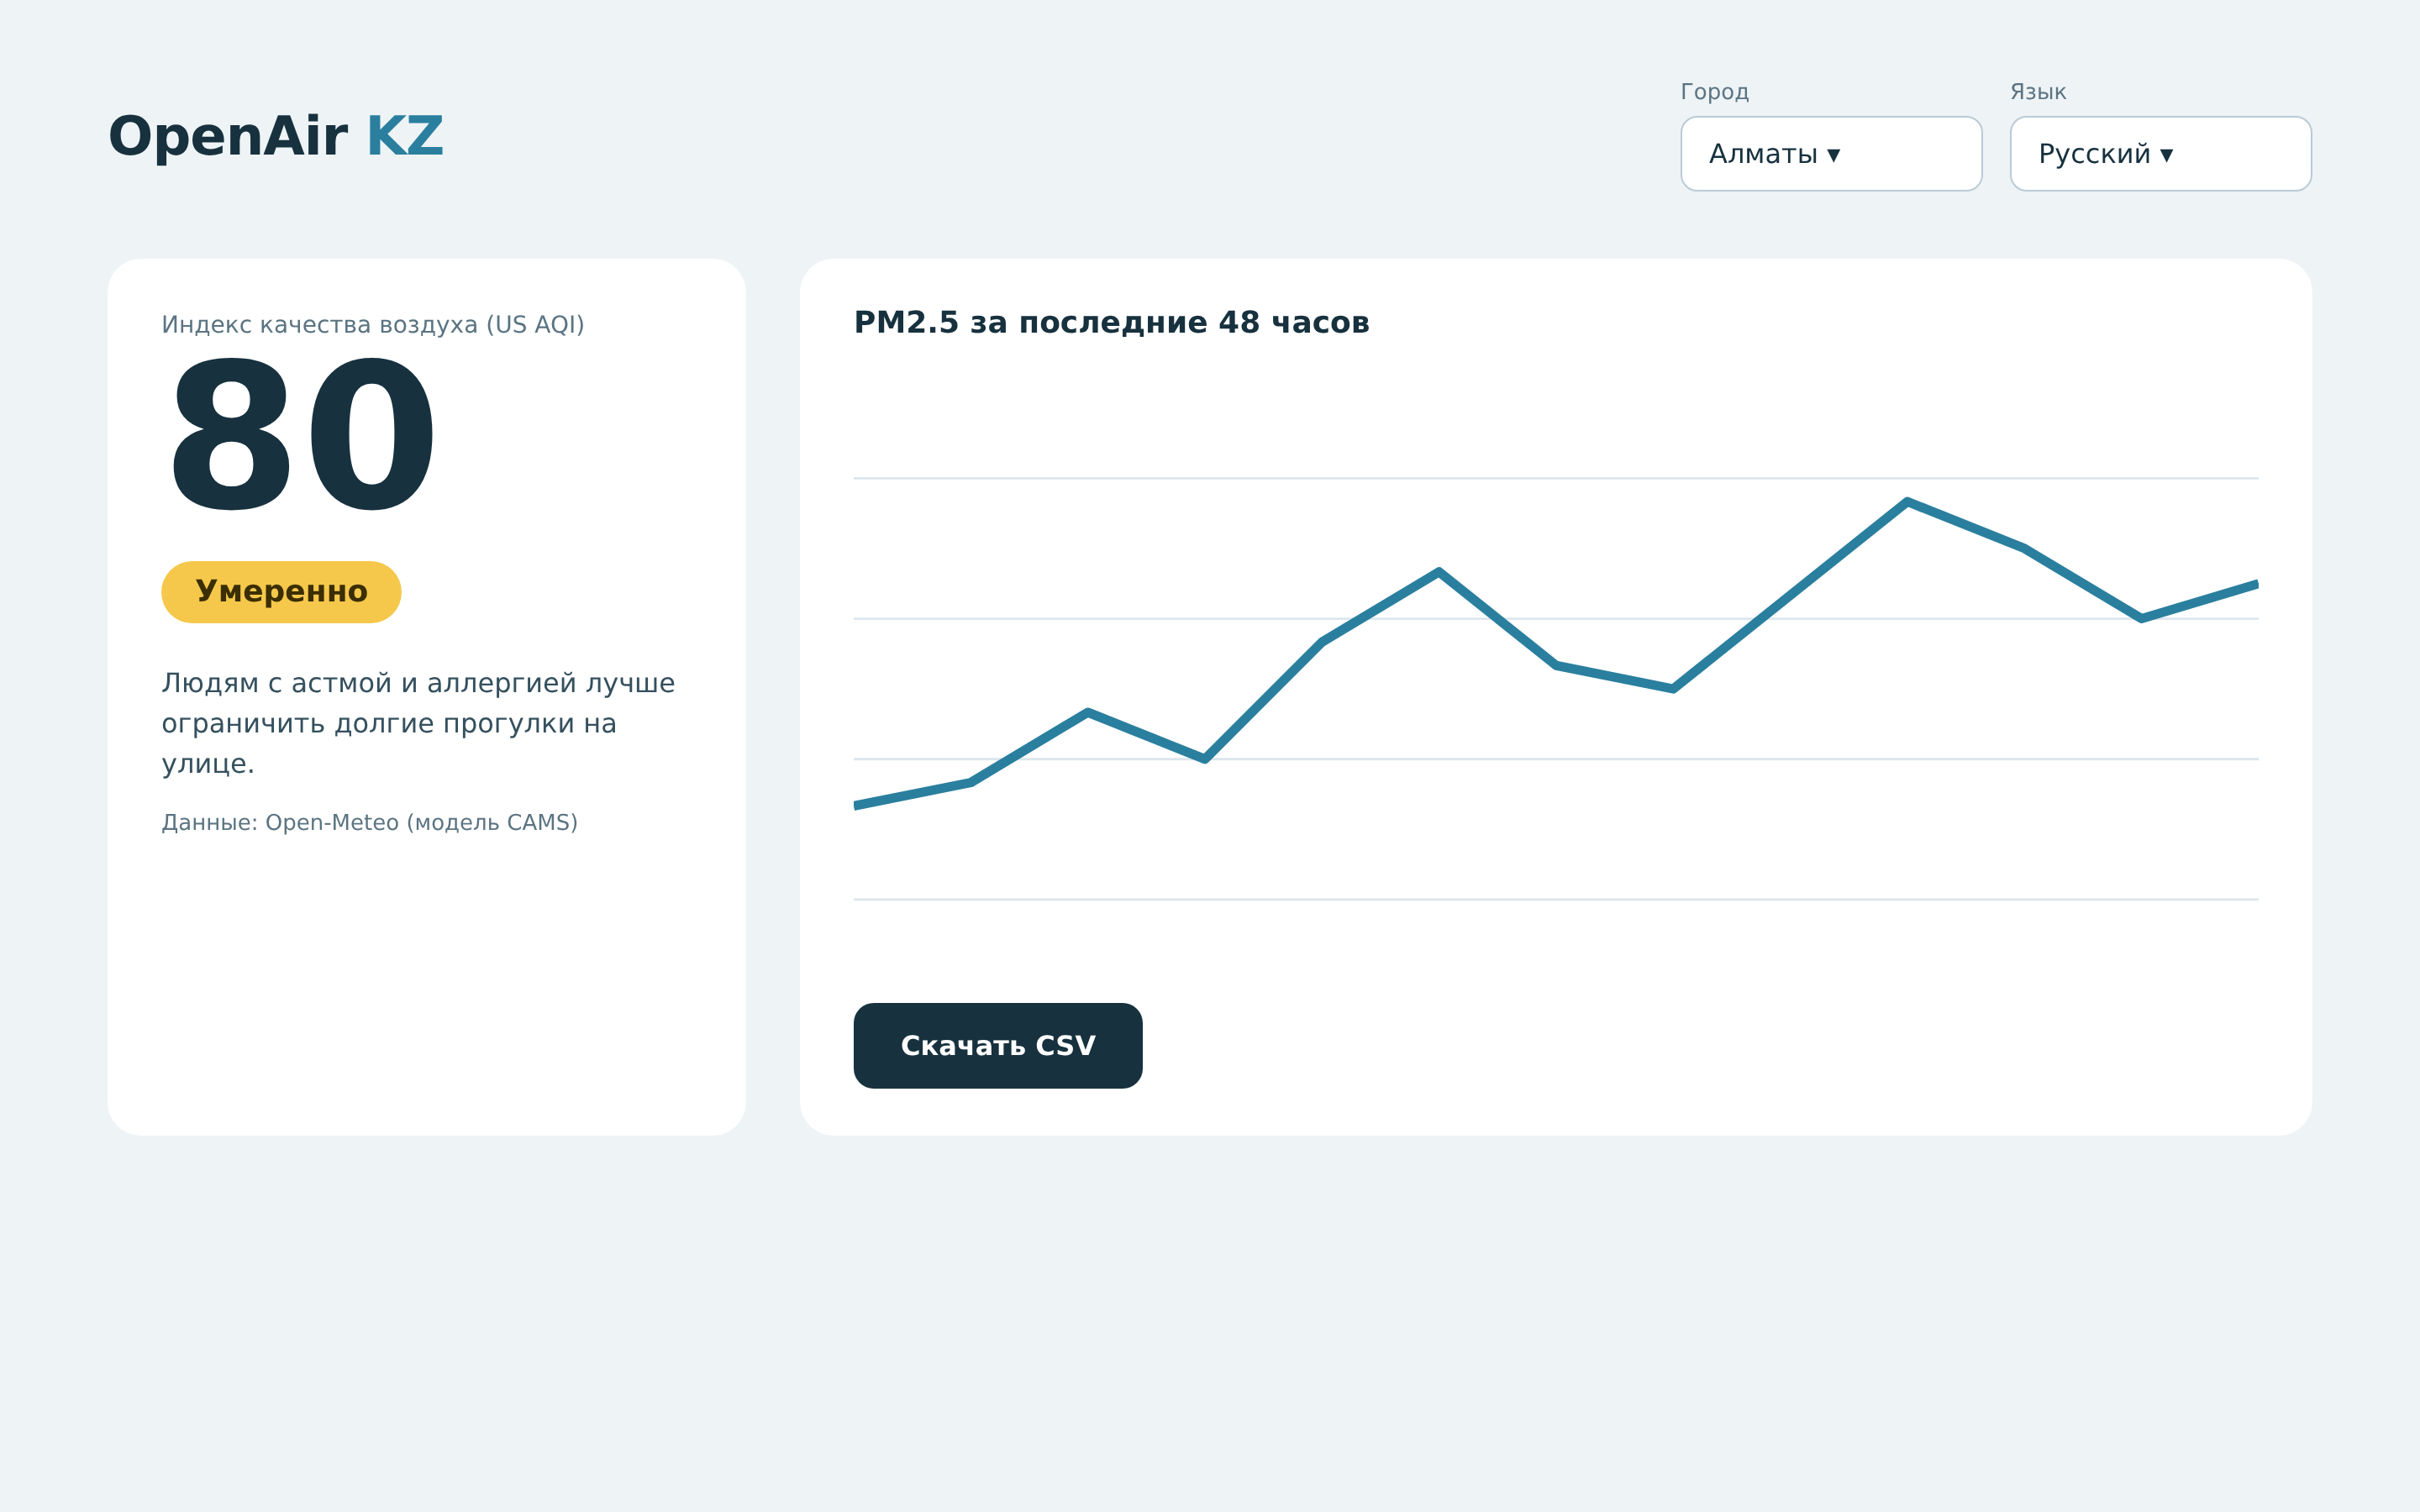 OpenAir KZ
Город
Язык
Алматы ▾
Русский ▾
Индекс качества воздуха (US AQI)
80
Умеренно
Людям с астмой и аллергией лучше
ограничить долгие прогулки на
улице.
Данные: Open-Meteo (модель CAMS)
PM2.5 за последние 48 часов
Скачать CSV